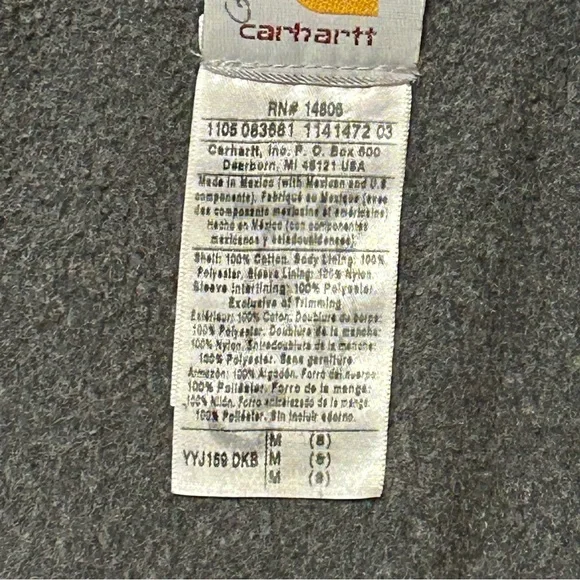 carhartt
RN# 14806
1105 083661 1141472 03
Carhartt, Inc. P. O. Box 600
Dearborn, MI 48121 USA
Made in Mexico (with Mexican and U.S.
components). Fabriqué au Mexique (avec
des composants mexicains et américains)
Hecho en México (con componentes
mexicanos y estadounidenses)
Shell: 100% Cotton. Body Lining: 100%
Polyester, Sleeve Lining: 100% Nylon.
Sleeve Interlining: 100% Polyester.
Exclusive of Trimming
Extérieur: 100% Coton. Doublure du corps:
100% Polyester. Doublure de la manche:
100% Nylon. Entredoublure de la manche:
100% Polyester. Sans garniture
Armazón: 100% Algodón. Forro del cuerpo:
100% Poliéster. Forro de la manga:
100% Nilón. Forro de la manga:
100% Poliéster. Sin incluir adorno.
M (8)
YYJ159 DKB M (8)
M (8)